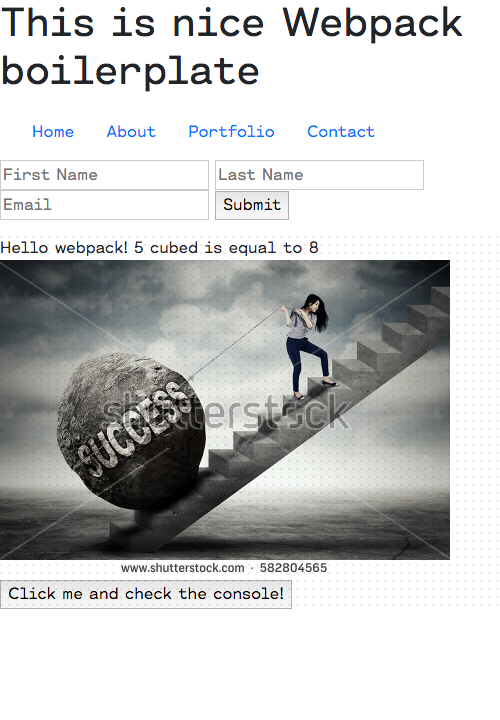 This is nice Webpack
boilerplate
Home About Portfolio Contact
First Name Last Name
Email Submit
Hello webpack! 5 cubed is equal to 8
SUCCESS
shutterstock
www.shutterstock.com · 582804565
Click me and check the console!